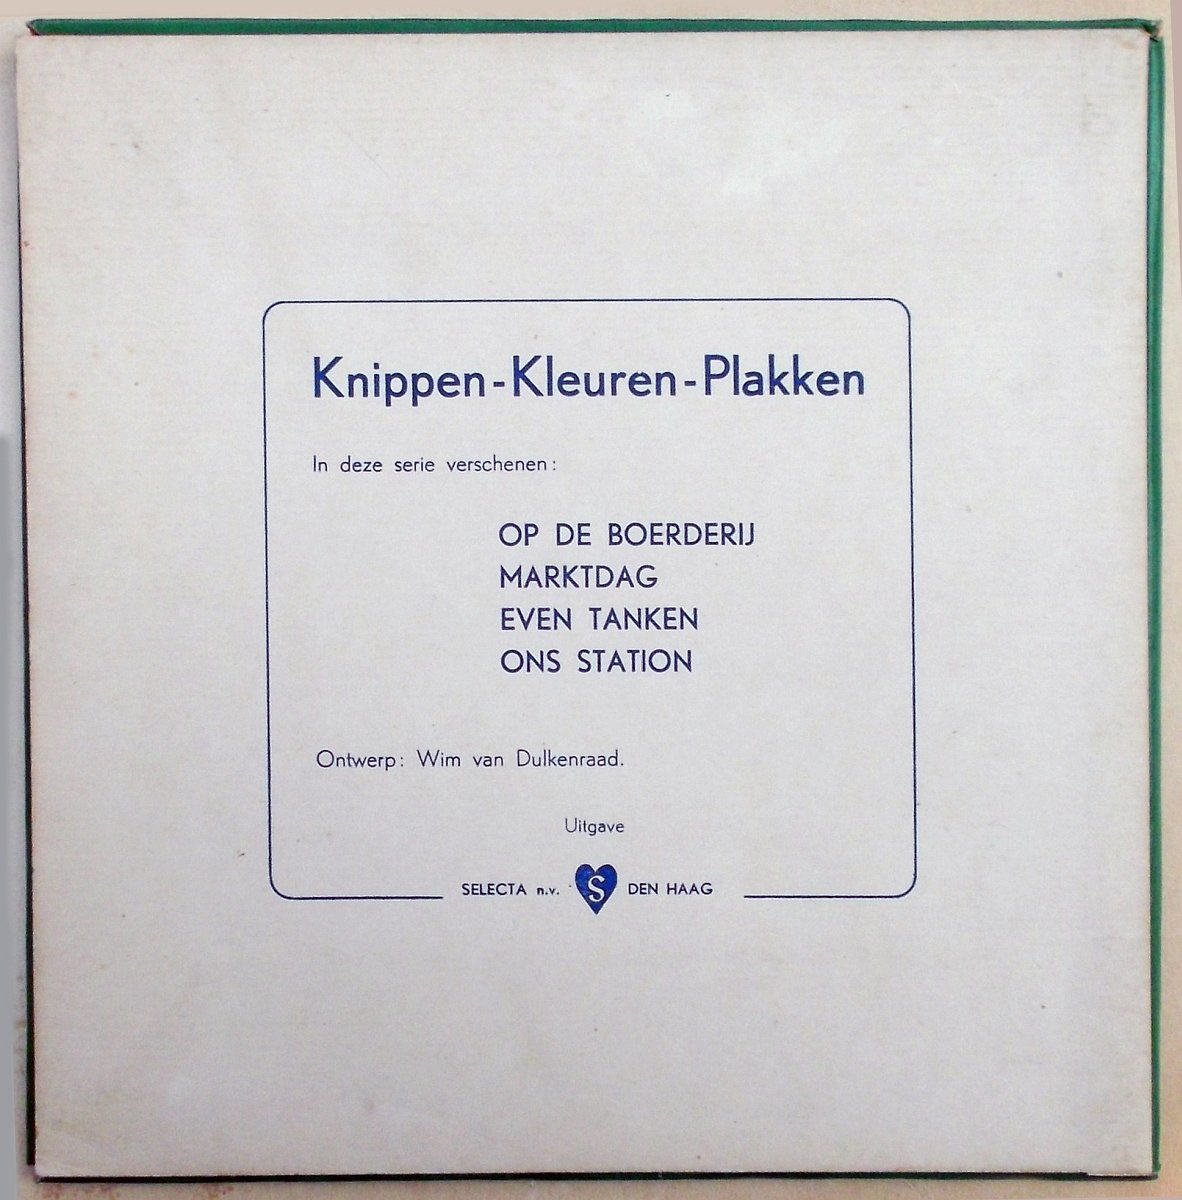 Knippen-Kleuren-Plakken
In deze serie verschenen:
OP DE BOERDERIJ
MARKTDAG
EVEN TANKEN
ONS STATION
Ontwerp: Wim van Dulkenraad.
Uitgave
SELECTA n.v. S DEN HAAG